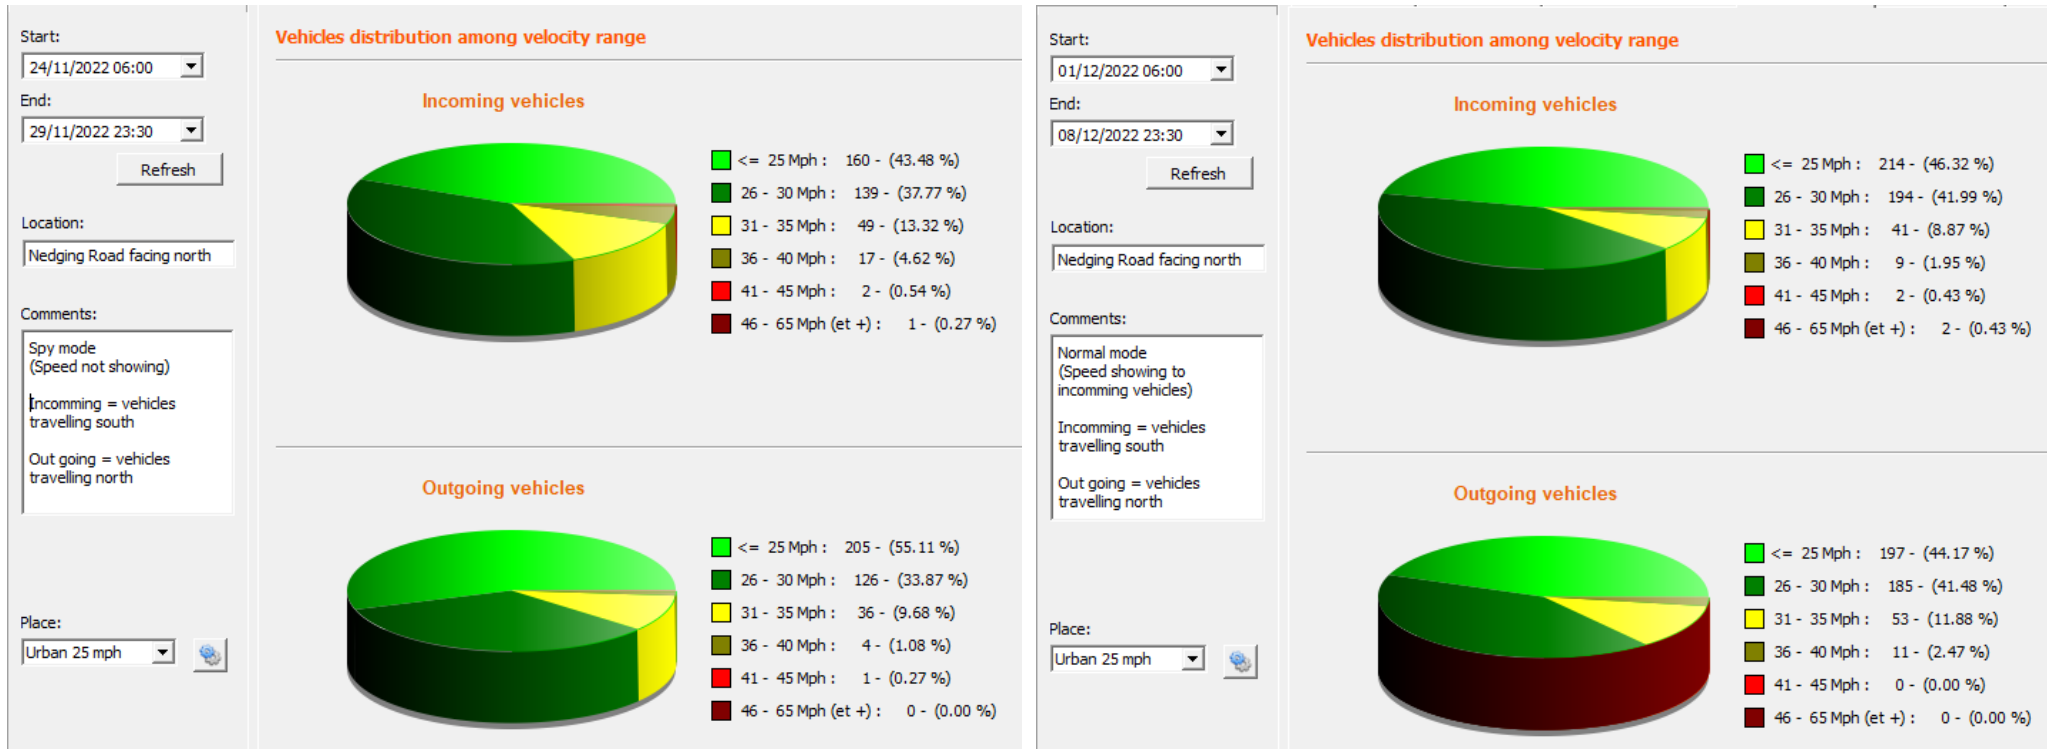 Start:
24/11/2022 06:00
End:
29/11/2022 23:30
Refresh
Location:
Nedging Road facing north
Comments:
Spy mode
(Speed not showing)
Incomming = vehicles
travelling south
Out going = vehicles
travelling north
Place:
Urban 25 mph
Vehicles distribution among velocity range
Incoming vehicles
<= 25 Mph : 160 - (43.48 %)
26 - 30 Mph : 139 - (37.77 %)
31 - 35 Mph : 49 - (13.32 %)
36 - 40 Mph : 17 - (4.62 %)
41 - 45 Mph : 2 - (0.54 %)
46 - 65 Mph (et +) : 1 - (0.27 %)
Outgoing vehicles
<= 25 Mph : 205 - (55.11 %)
26 - 30 Mph : 126 - (33.87 %)
31 - 35 Mph : 36 - (9.68 %)
36 - 40 Mph : 4 - (1.08 %)
41 - 45 Mph : 1 - (0.27 %)
46 - 65 Mph (et +) : 0 - (0.00 %)
Start:
01/12/2022 06:00
End:
08/12/2022 23:30
Refresh
Location:
Nedging Road facing north
Comments:
Normal mode
(Speed showing to
incomming vehicles)
Incomming = vehicles
travelling south
Out going = vehicles
travelling north
Place:
Urban 25 mph
Vehicles distribution among velocity range
Incoming vehicles
<= 25 Mph : 214 - (46.32 %)
26 - 30 Mph : 194 - (41.99 %)
31 - 35 Mph : 41 - (8.87 %)
36 - 40 Mph : 9 - (1.95 %)
41 - 45 Mph : 2 - (0.43 %)
46 - 65 Mph (et +) : 2 - (0.43 %)
Outgoing vehicles
<= 25 Mph : 197 - (44.17 %)
26 - 30 Mph : 185 - (41.48 %)
31 - 35 Mph : 53 - (11.88 %)
36 - 40 Mph : 11 - (2.47 %)
41 - 45 Mph : 0 - (0.00 %)
46 - 65 Mph (et +) : 0 - (0.00 %)